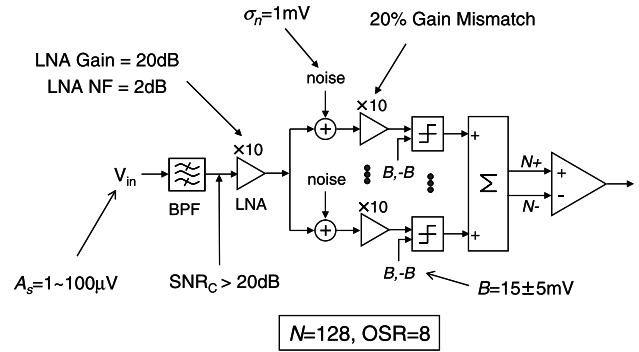 σn=1mV
20% Gain Mismatch
LNA Gain = 20dB
LNA NF = 2dB
noise
×10
×10
B,-B
Vin
BPF
LNA
noise
×10
Σ
+
+
N+
N-
+
-
B,-B
As=1~100µV
SNRC > 20dB
B=15±5mV
N=128, OSR=8